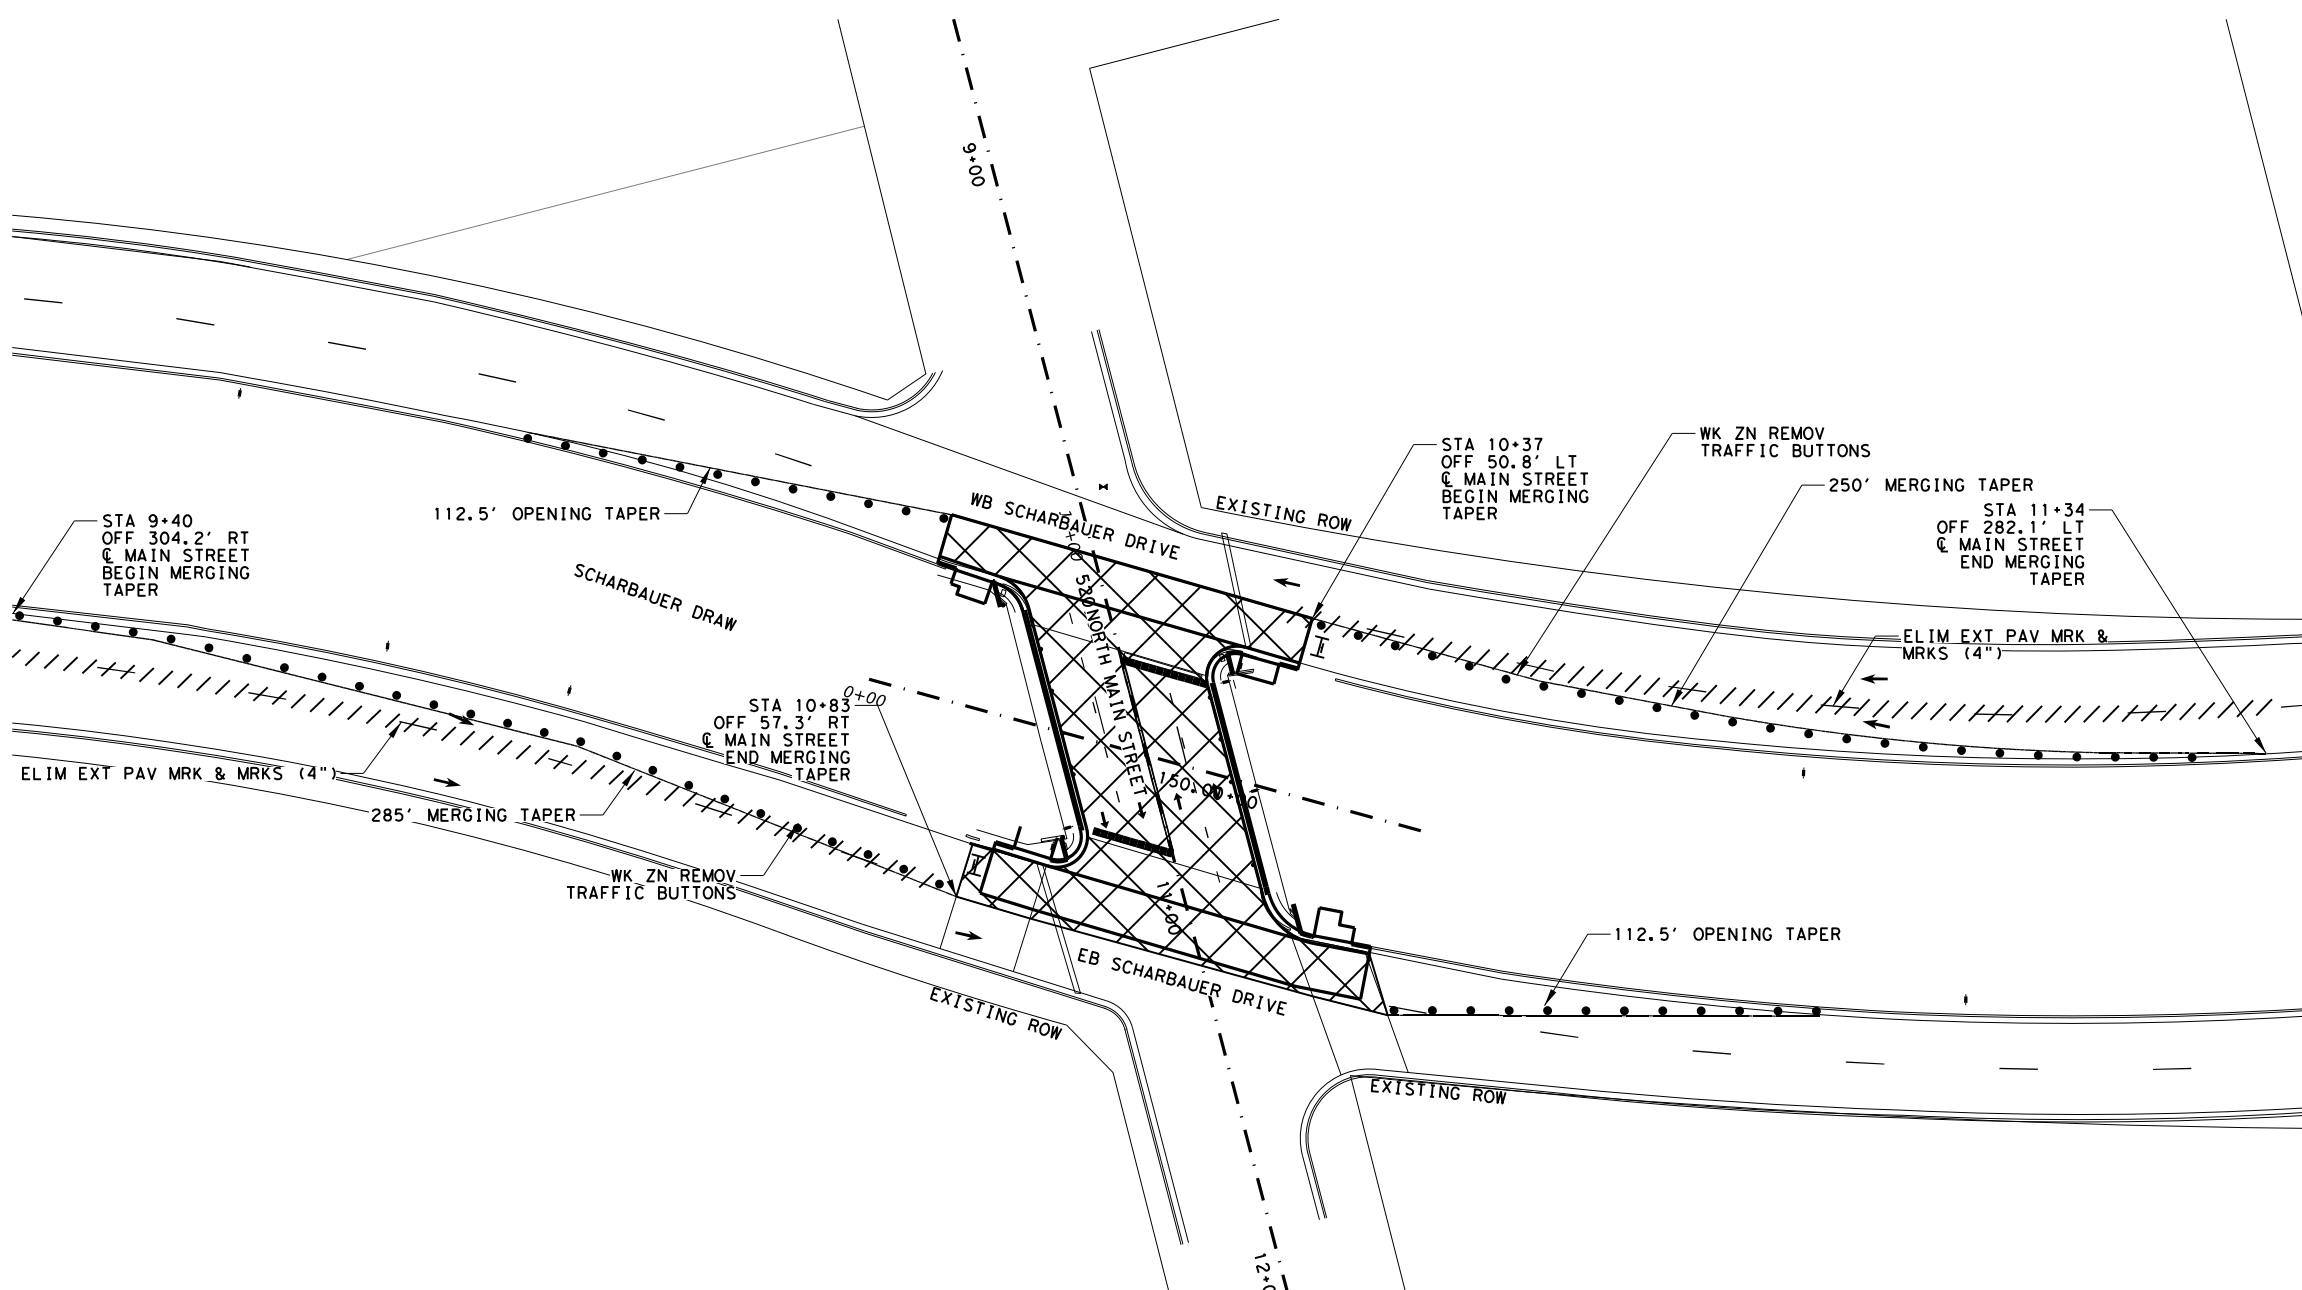 9+00
STA 10+37
OFF 50.8' LT
℄ MAIN STREET
BEGIN MERGING
TAPER
WK ZN REMOV
TRAFFIC BUTTONS
250' MERGING TAPER
STA 11+34
OFF 282.1' LT
℄ MAIN STREET
END MERGING
TAPER
EXISTING ROW
WB SCHARBAUER DRIVE
112.5' OPENING TAPER
STA 9+40
OFF 304.2' RT
℄ MAIN STREET
BEGIN MERGING
TAPER
SCHARBAUER DRAW
ELIM EXT PAV MRK &
MRKS (4")
NORTH MAIN STREET
0+00
STA 10+83
OFF 57.3' RT
℄ MAIN STREET
END MERGING
TAPER
ELIM EXT PAV MRK & MRKS (4")
285' MERGING TAPER
WK ZN REMOV
TRAFFIC BUTTONS
11+00
112.5' OPENING TAPER
EB SCHARBAUER DRIVE
EXISTING ROW
EXISTING ROW